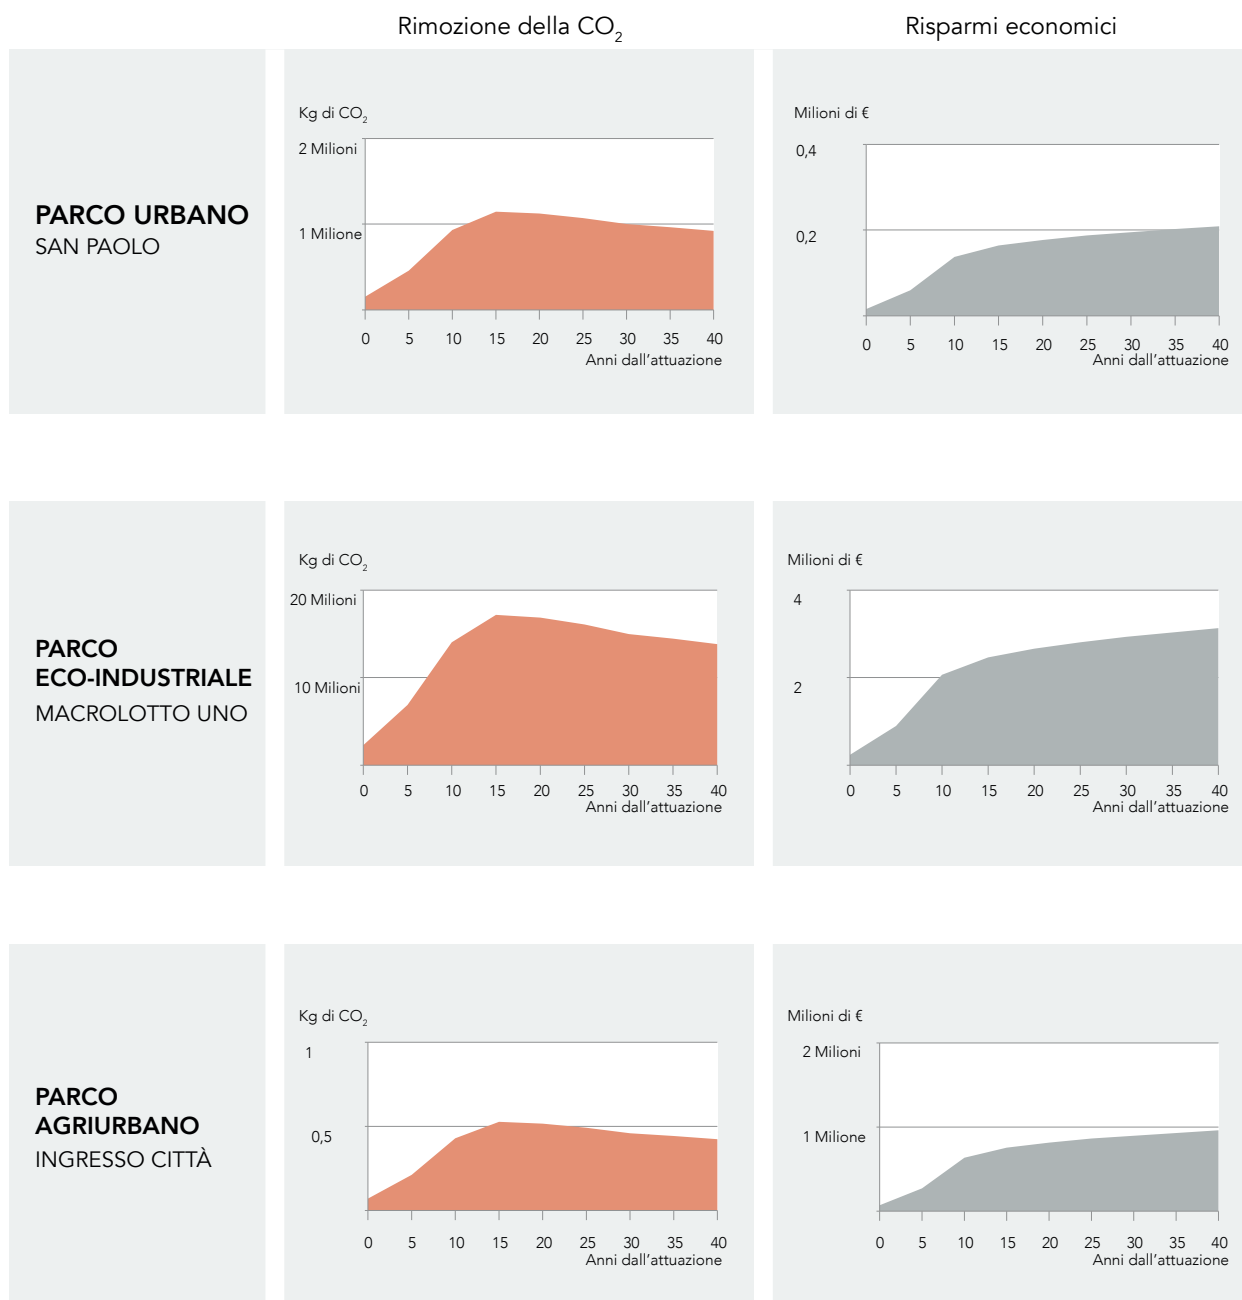 Rimozione della CO₂
Risparmi economici
PARCO URBANO
SAN PAOLO
Kg di CO₂
2 Milioni
1 Milione
0 5 10 15 20 25 30 35 40
Anni dall'attuazione
Milioni di €
0,4
0,2
0 5 10 15 20 25 30 35 40
Anni dall'attuazione
PARCO
ECO-INDUSTRIALE
MACROLOTTO UNO
Kg di CO₂
20 Milioni
10 Milioni
0 5 10 15 20 25 30 35 40
Anni dall'attuazione
Milioni di €
4
2
0 5 10 15 20 25 30 35 40
Anni dall'attuazione
PARCO
AGRIURBANO
INGRESSO CITTÀ
Kg di CO₂
1
0,5
0 5 10 15 20 25 30 35 40
Anni dall'attuazione
Milioni di €
2 Milioni
1 Milione
0 5 10 15 20 25 30 35 40
Anni dall'attuazione